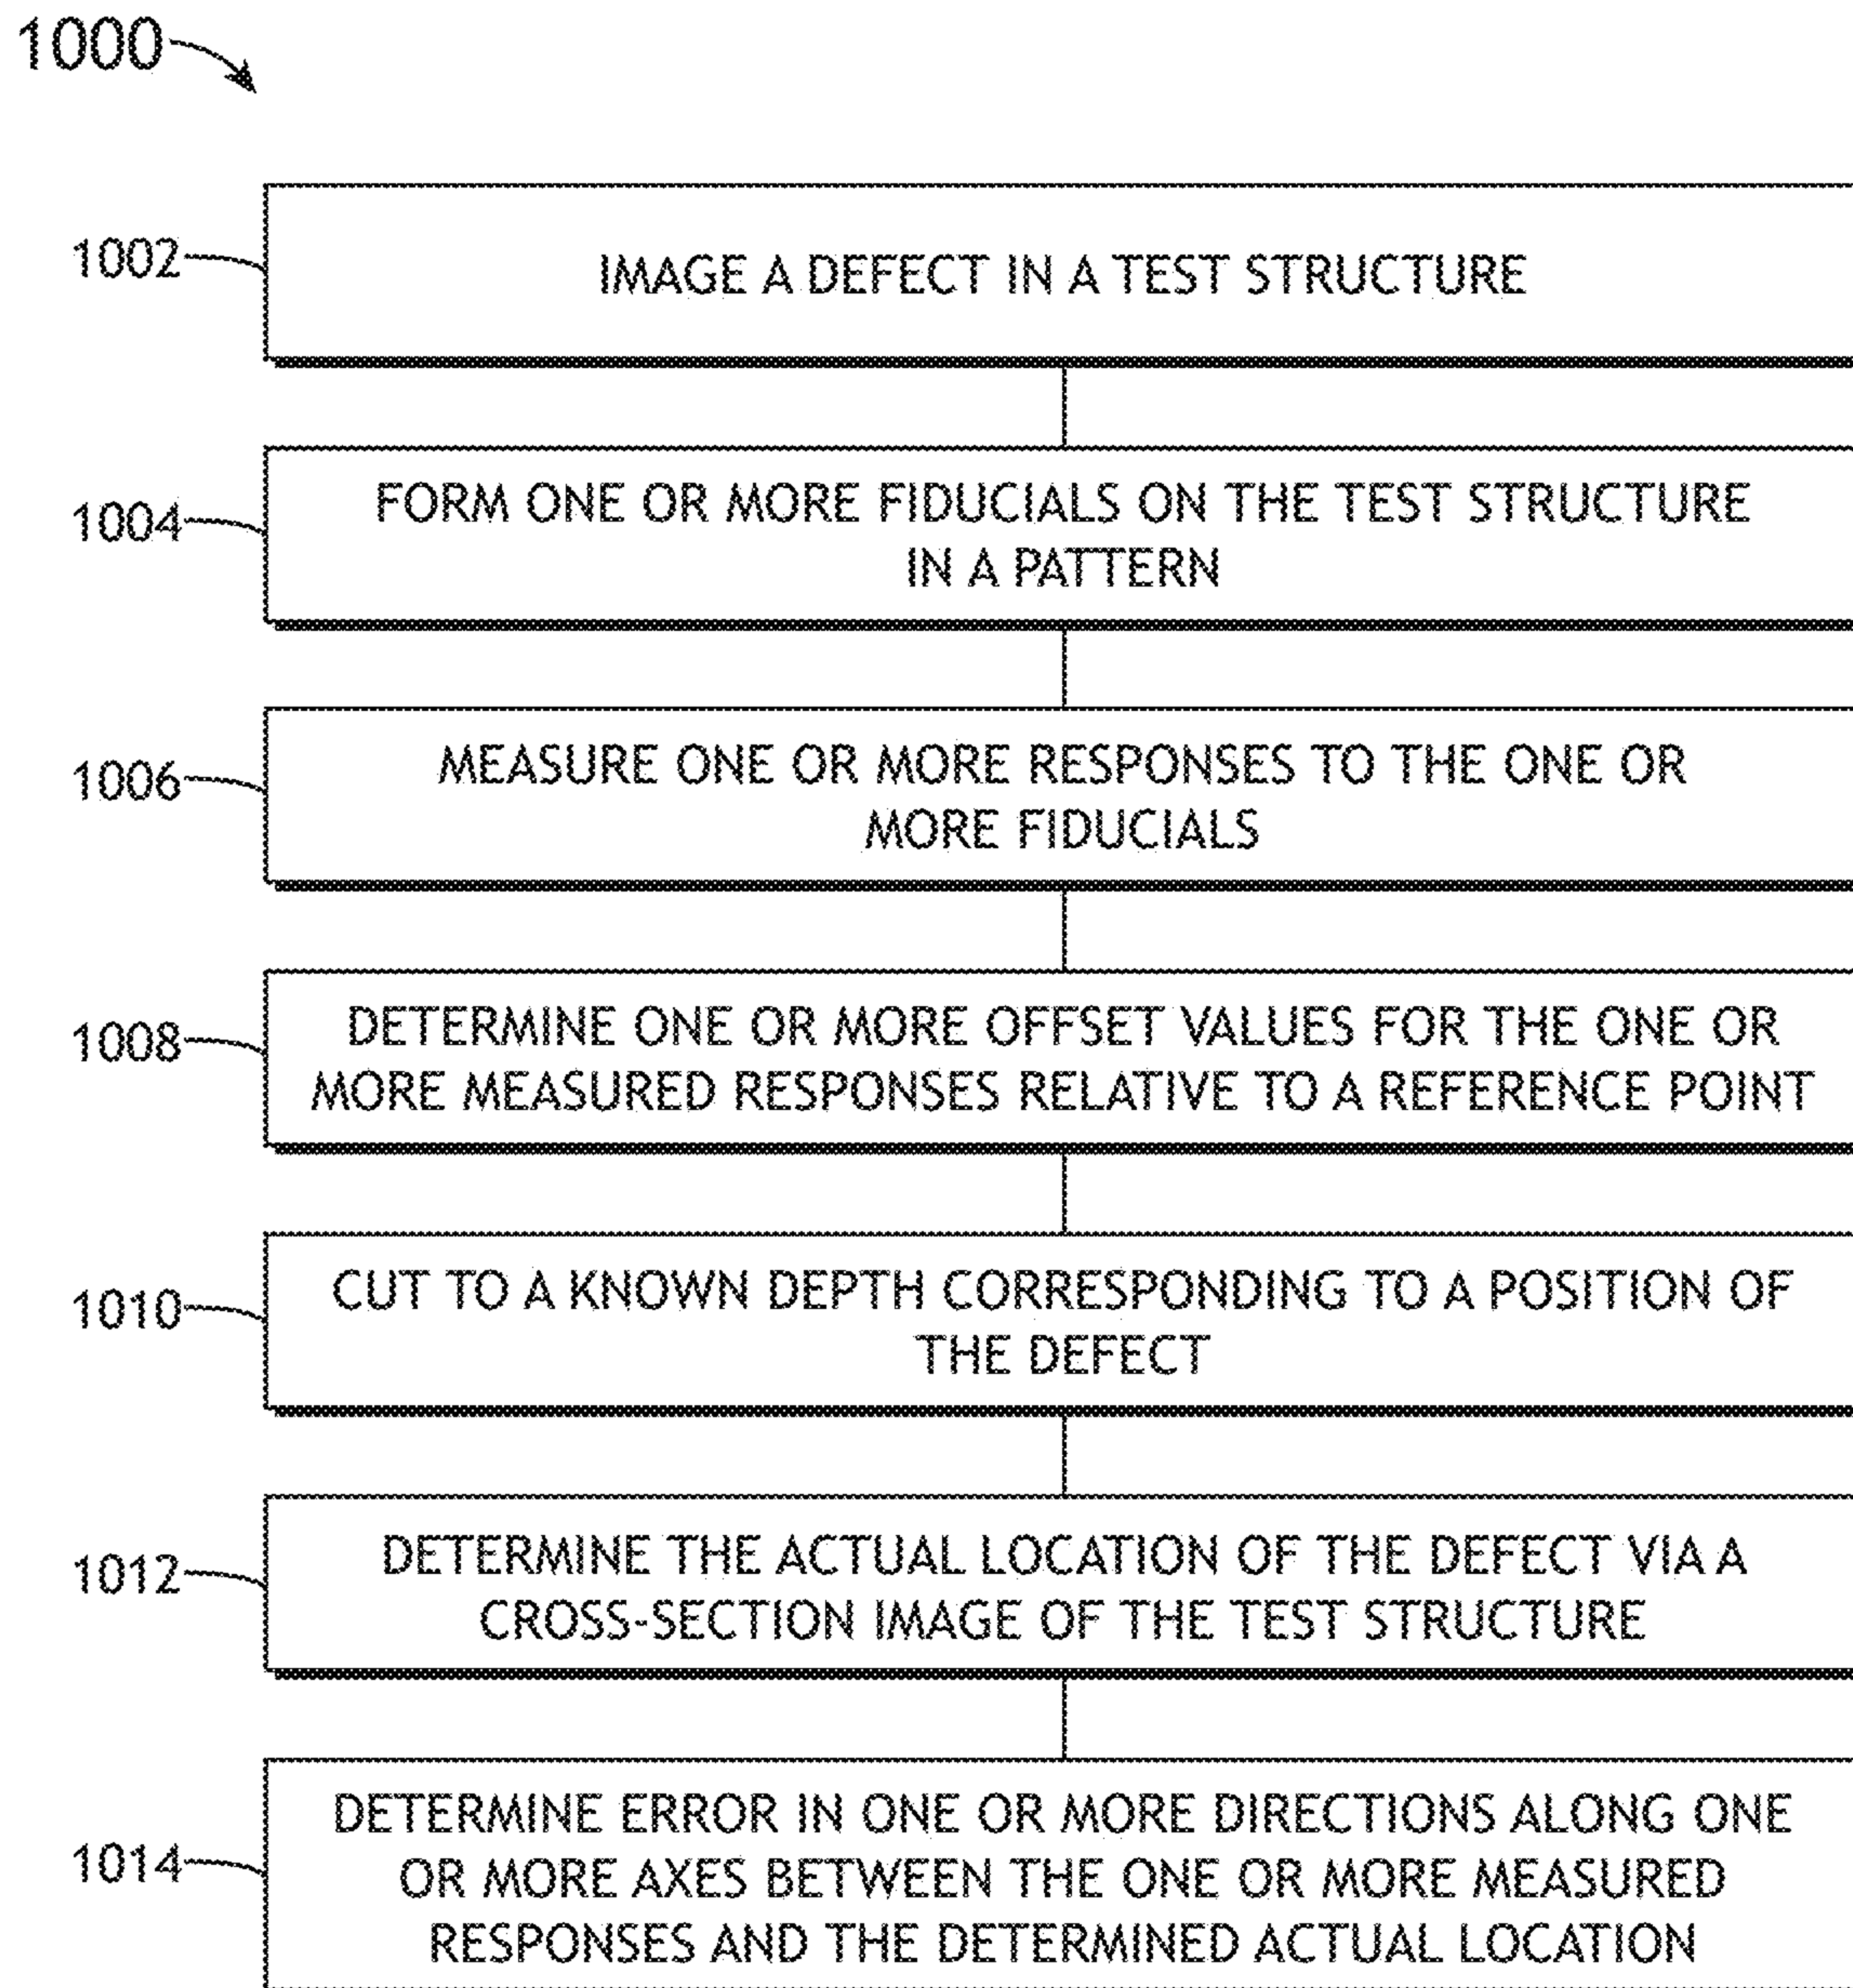 1000
1002
IMAGE A DEFECT IN A TEST STRUCTURE
1004
FORM ONE OR MORE FIDUCIALS ON THE TEST STRUCTURE
IN A PATTERN
1006
MEASURE ONE OR MORE RESPONSES TO THE ONE OR
MORE FIDUCIALS
1008
DETERMINE ONE OR MORE OFFSET VALUES FOR THE ONE OR
MORE MEASURED RESPONSES RELATIVE TO A REFERENCE POINT
1010
CUT TO A KNOWN DEPTH CORRESPONDING TO A POSITION OF
THE DEFECT
1012
DETERMINE THE ACTUAL LOCATION OF THE DEFECT VIA A
CROSS-SECTION IMAGE OF THE TEST STRUCTURE
1014
DETERMINE ERROR IN ONE OR MORE DIRECTIONS ALONG ONE
OR MORE AXES BETWEEN THE ONE OR MORE MEASURED
RESPONSES AND THE DETERMINED ACTUAL LOCATION